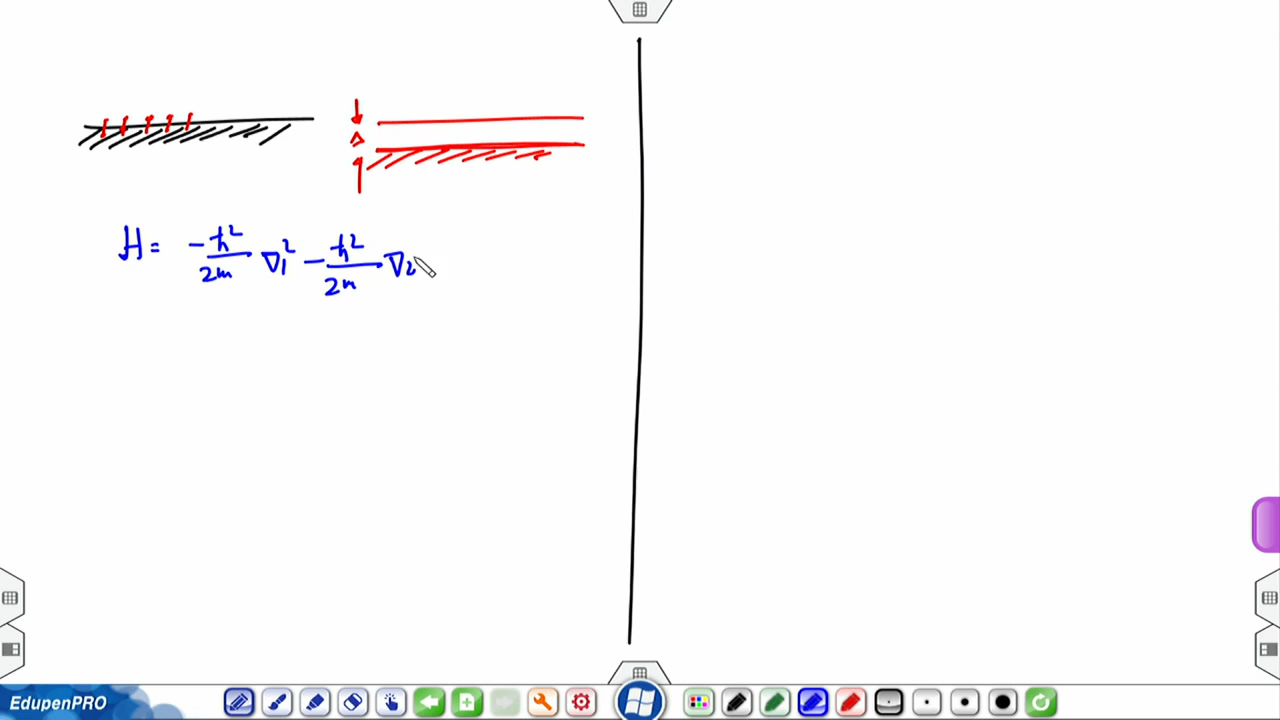 H = -ħ²/2m ∇₁² - ħ²/2m ∇₂
Δ
EdupenPRO